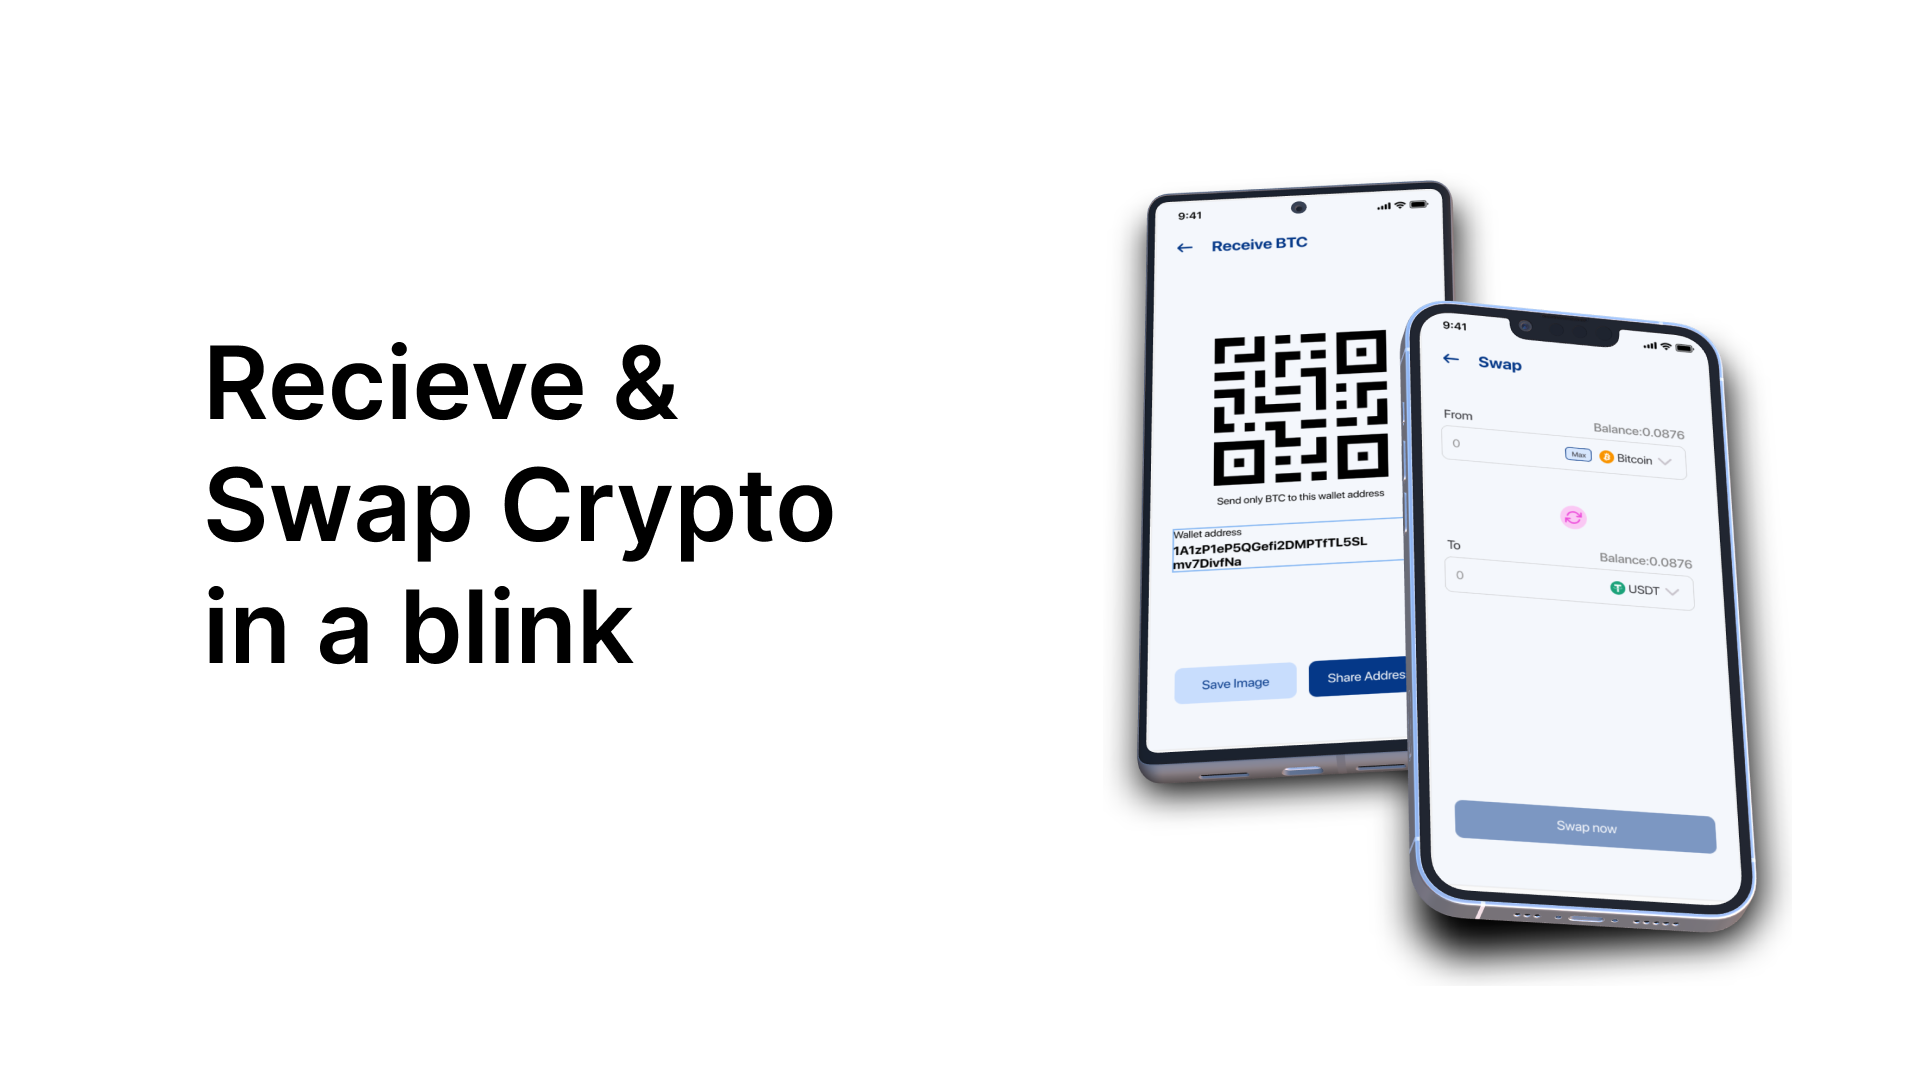 Recieve &
Swap Crypto
in a blink
9:41
Receive BTC
Send only BTC to this wallet address
Wallet address
1A1zP1eP5QGefi2DMPTfTL5SL
mv7DivfNa
Save Image
Share Addres
9:41
Swap
From
Balance:0.0876
0
Max
Bitcoin
To
Balance:0.0876
0
USDT
Swap now